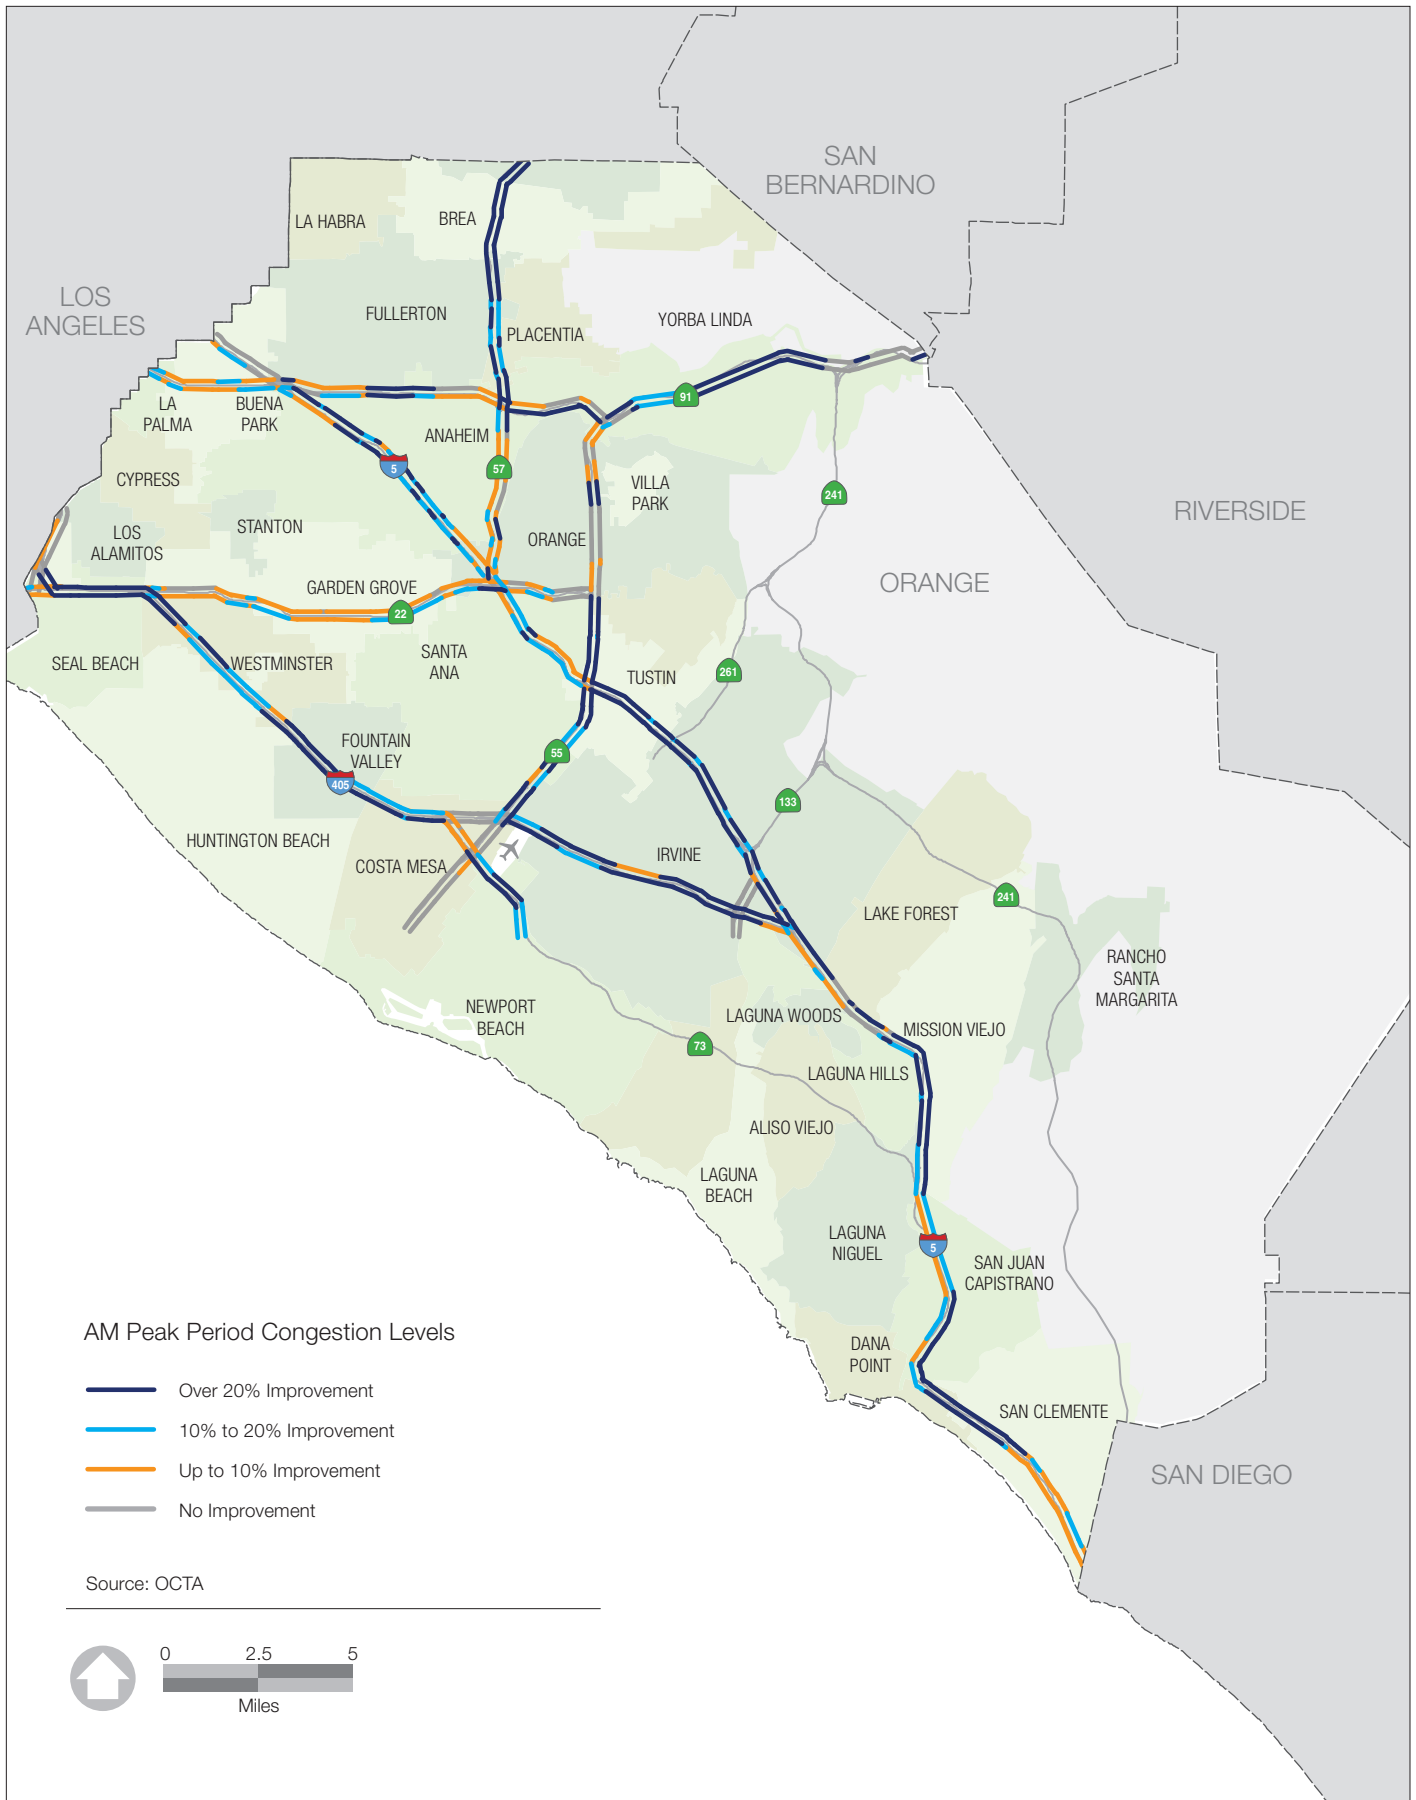 SAN
BERNARDINO
LA HABRA
BREA
LOS
ANGELES
FULLERTON
PLACENTIA
YORBA LINDA
91
LA
PALMA
BUENA
PARK
ANAHEIM
5
57
CYPRESS
VILLA
PARK
241
RIVERSIDE
LOS
ALAMITOS
STANTON
ORANGE
ORANGE
GARDEN GROVE
22
SEAL BEACH
WESTMINSTER
SANTA
ANA
TUSTIN
261
FOUNTAIN
VALLEY
55
405
133
HUNTINGTON BEACH
COSTA MESA
IRVINE
241
LAKE FOREST
RANCHO
SANTA
MARGARITA
NEWPORT
BEACH
LAGUNA WOODS
MISSION VIEJO
73
LAGUNA HILLS
ALISO VIEJO
LAGUNA
BEACH
LAGUNA
NIGUEL
5
SAN JUAN
CAPISTRANO
DANA
POINT
SAN CLEMENTE
SAN DIEGO
AM Peak Period Congestion Levels
Over 20% Improvement
10% to 20% Improvement
Up to 10% Improvement
No Improvement
Source: OCTA
0 2.5 5
Miles